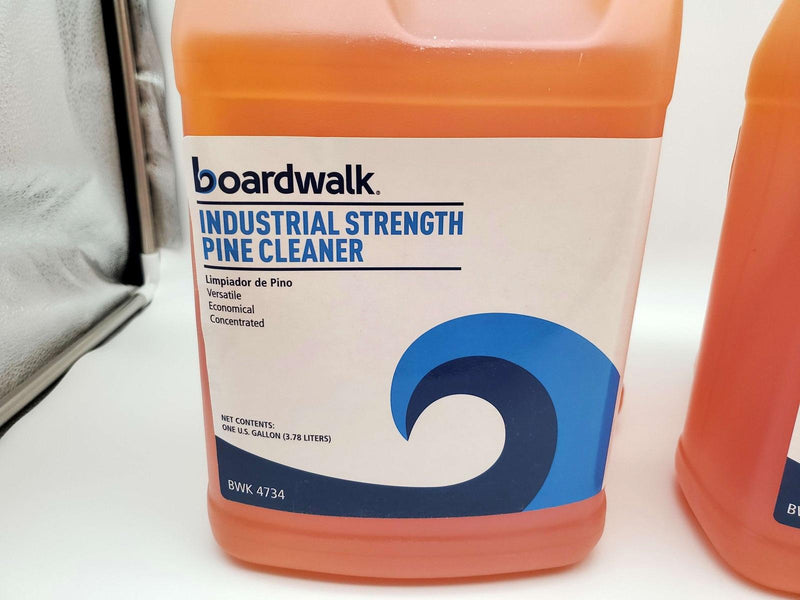 boardwalk®
INDUSTRIAL STRENGTH
PINE CLEANER
Limpiador de Pino
Versatile
Economical
Concentrated
NET CONTENTS:
ONE U.S. GALLON (3.78 LITERS)
BWK 4734